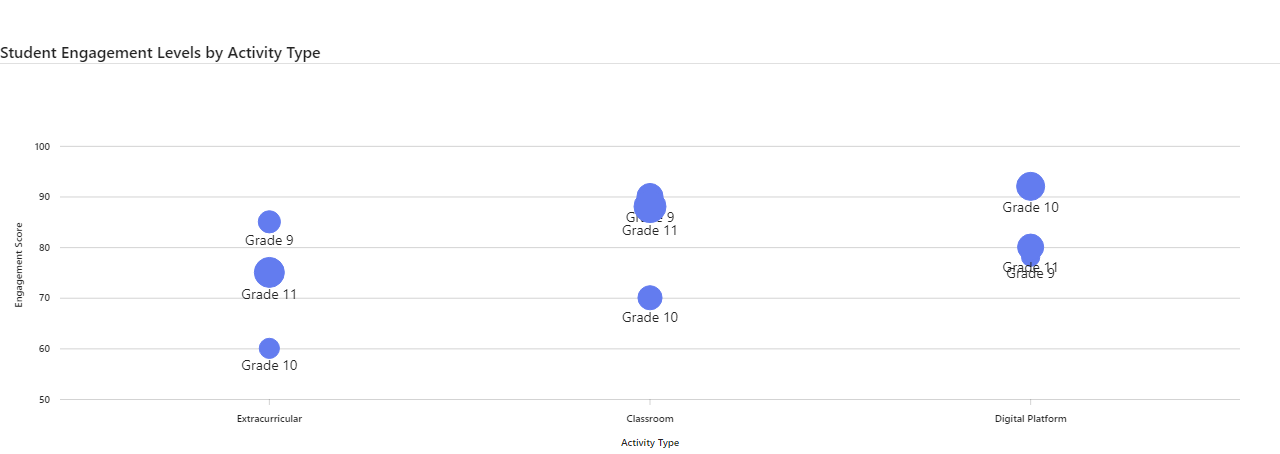 Student Engagement Levels by Activity Type
100
90
80
70
60
50
Engagement Score
Grade 9
Grade 11
Grade 10
Grade 9
Grade 11
Grade 10
Grade 10
Grade 11
Grade 9
Extracurricular
Classroom
Digital Platform
Activity Type